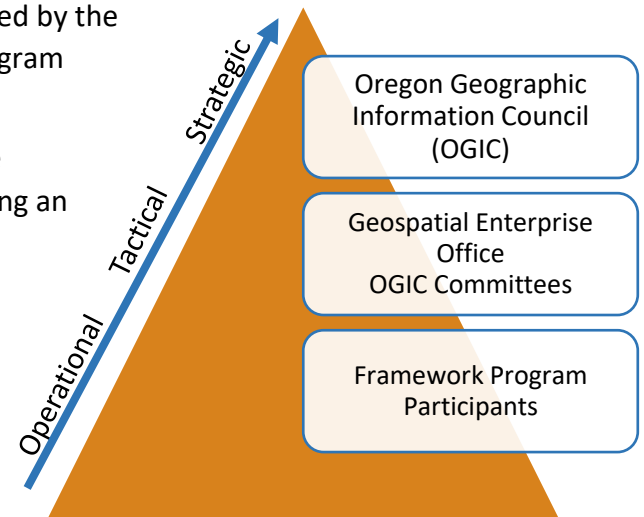 ed by the
gram
ng an
Strategic
Tactical
Operational
Oregon Geographic
Information Council
(OGIC)
Geospatial Enterprise
Office
OGIC Committees
Framework Program
Participants